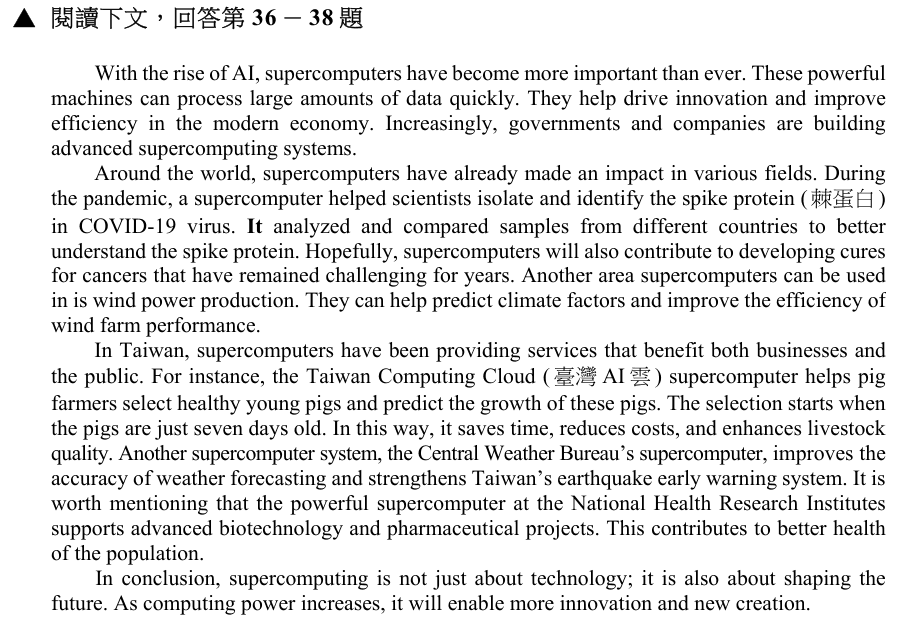 ▲ 閱讀下文，回答第 36 － 38 題
With the rise of AI, supercomputers have become more important than ever. These powerful
machines can process large amounts of data quickly. They help drive innovation and improve
efficiency in the modern economy. Increasingly, governments and companies are building
advanced supercomputing systems.
Around the world, supercomputers have already made an impact in various fields. During
the pandemic, a supercomputer helped scientists isolate and identify the spike protein（棘蛋白）
in COVID-19 virus. It analyzed and compared samples from different countries to better
understand the spike protein. Hopefully, supercomputers will also contribute to developing cures
for cancers that have remained challenging for years. Another area supercomputers can be used
in is wind power production. They can help predict climate factors and improve the efficiency of
wind farm performance.
In Taiwan, supercomputers have been providing services that benefit both businesses and
the public. For instance, the Taiwan Computing Cloud（臺灣 AI 雲）supercomputer helps pig
farmers select healthy young pigs and predict the growth of these pigs. The selection starts when
the pigs are just seven days old. In this way, it saves time, reduces costs, and enhances livestock
quality. Another supercomputer system, the Central Weather Bureau's supercomputer, improves the
accuracy of weather forecasting and strengthens Taiwan's earthquake early warning system. It is
worth mentioning that the powerful supercomputer at the National Health Research Institutes
supports advanced biotechnology and pharmaceutical projects. This contributes to better health
of the population.
In conclusion, supercomputing is not just about technology; it is also about shaping the
future. As computing power increases, it will enable more innovation and new creation.